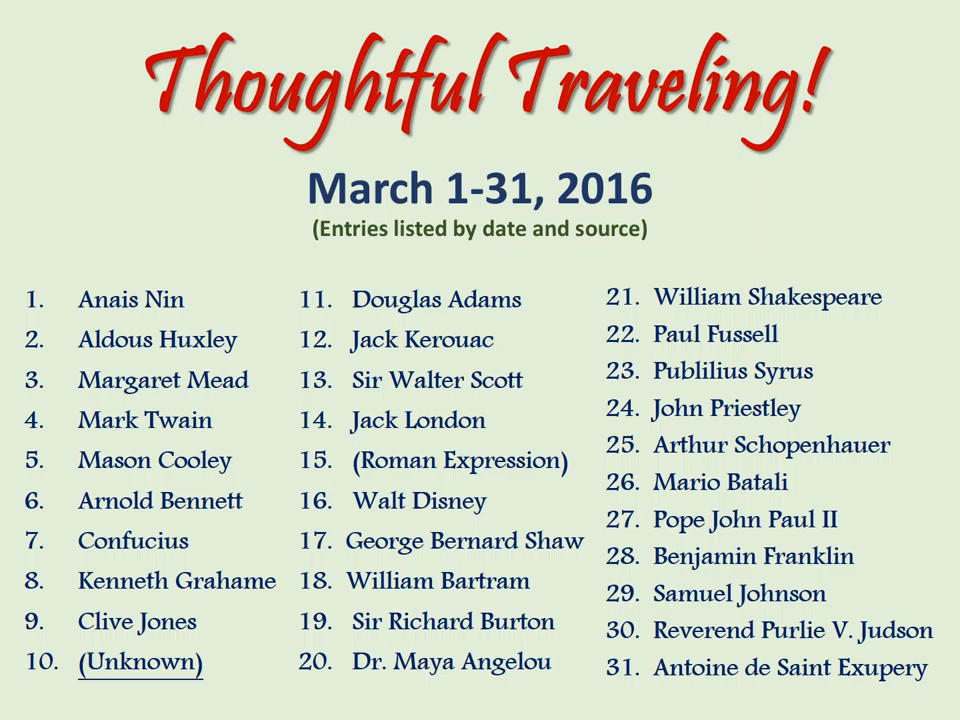 Thoughtful Traveling!
March 1-31, 2016
(Entries listed by date and source)
1. Anais Nin
2. Aldous Huxley
3. Margaret Mead
4. Mark Twain
5. Mason Cooley
6. Arnold Bennett
7. Confucius
8. Kenneth Grahame
9. Clive Jones
10. (Unknown)
11. Douglas Adams
12. Jack Kerouac
13. Sir Walter Scott
14. Jack London
15. (Roman Expression)
16. Walt Disney
17. George Bernard Shaw
18. William Bartram
19. Sir Richard Burton
20. Dr. Maya Angelou
21. William Shakespeare
22. Paul Fussell
23. Publilius Syrus
24. John Priestley
25. Arthur Schopenhauer
26. Mario Batali
27. Pope John Paul II
28. Benjamin Franklin
29. Samuel Johnson
30. Reverend Purlie V. Judson
31. Antoine de Saint Exupery